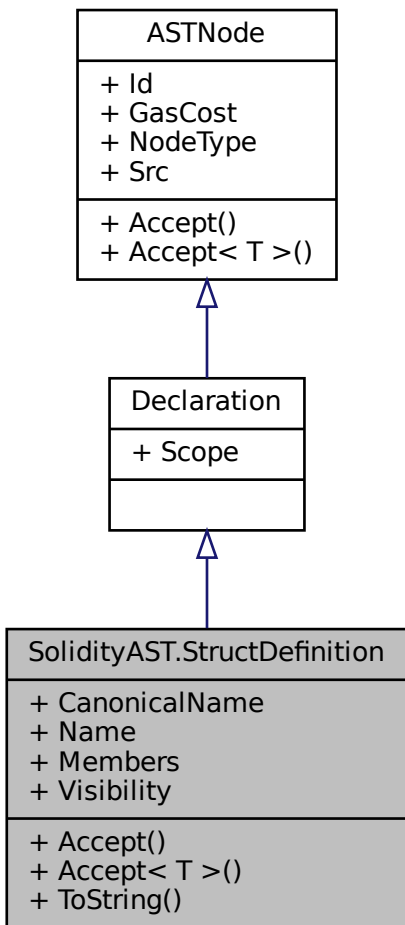 ASTNode
+ Id
+ GasCost
+ NodeType
+ Src
+ Accept()
+ Accept< T >()
Declaration
+ Scope
SolidityAST.StructDefinition
+ CanonicalName
+ Name
+ Members
+ Visibility
+ Accept()
+ Accept< T >()
+ ToString()